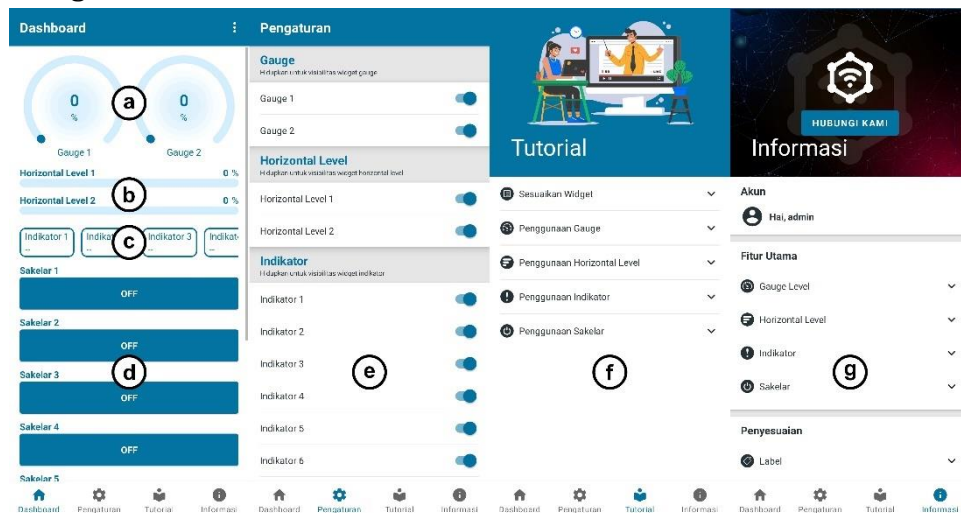 Dashboard
0
%
Gauge 1
a
0
%
Gauge 2
Horizontal Level 1 0 %
b
Horizontal Level 2 0 %
Indikator 1
--
Indikat
c
Indikator 3
--
Indikat
--
Sakelar 1
OFF
Sakelar 2
OFF
d
Sakelar 3
OFF
Sakelar 4
OFF
Sakelar 5
Dashboard Pengaturan Tutorial Informasi
Pengaturan
Gauge
Hidupkan untuk visibilitas widget gauge
Gauge 1
Gauge 2
Horizontal Level
Hidupkan untuk visibilitas widget horizontal level
Horizontal Level 1
Horizontal Level 2
Indikator
Hidupkan untuk visibilitas widget indikator
Indikator 1
Indikator 2
Indikator 3
e
Indikator 4
Indikator 5
Indikator 6
Dashboard Pengaturan Tutorial Informasi
Tutorial
Sesuaikan Widget
Penggunaan Gauge
Penggunaan Horizontal Level
Penggunaan Indikator
Penggunaan Sakelar
f
Dashboard Pengaturan Tutorial Informasi
HUBUNGI KAMI
Informasi
Akun
Hai, admin
Fitur Utama
Gauge Level
Horizontal Level
Indikator
g
Sakelar
Penyesuaian
Label
Dashboard Pengaturan Tutorial Informasi